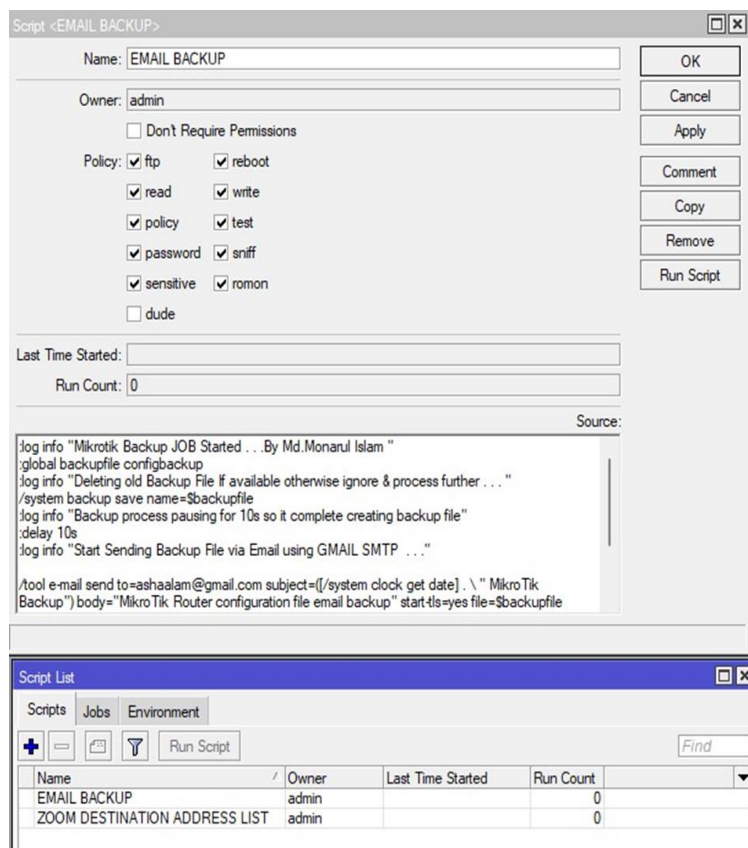 Script <EMAIL BACKUP>
Name: EMAIL BACKUP
OK
Owner: admin
Cancel
Don't Require Permissions
Apply
Policy: ftp reboot
Comment
read write
Copy
policy test
Remove
password sniff
Run Script
sensitive romon
dude
Last Time Started:
Run Count: 0
Source:
:log info "Mikrotik Backup JOB Started . . .By Md.Monarul Islam "
:global backupfile configbackup
:log info "Deleting old Backup File If available otherwise ignore & process further . . . "
/system backup save name=$backupfile
:log info "Backup process pausing for 10s so it complete creating backup file"
:delay 10s
:log info "Start Sending Backup File via Email using GMAIL SMTP . . ."
/tool e-mail send to=ashaalam@gmail.com subject=([/system clock get date] . \ " MikroTik
Backup") body="MikroTik Router configuration file email backup" start-tls=yes file=$backupfile
Script List
Scripts Jobs Environment
Run Script Find
Name / Owner Last Time Started Run Count
EMAIL BACKUP admin 0
ZOOM DESTINATION ADDRESS LIST admin 0